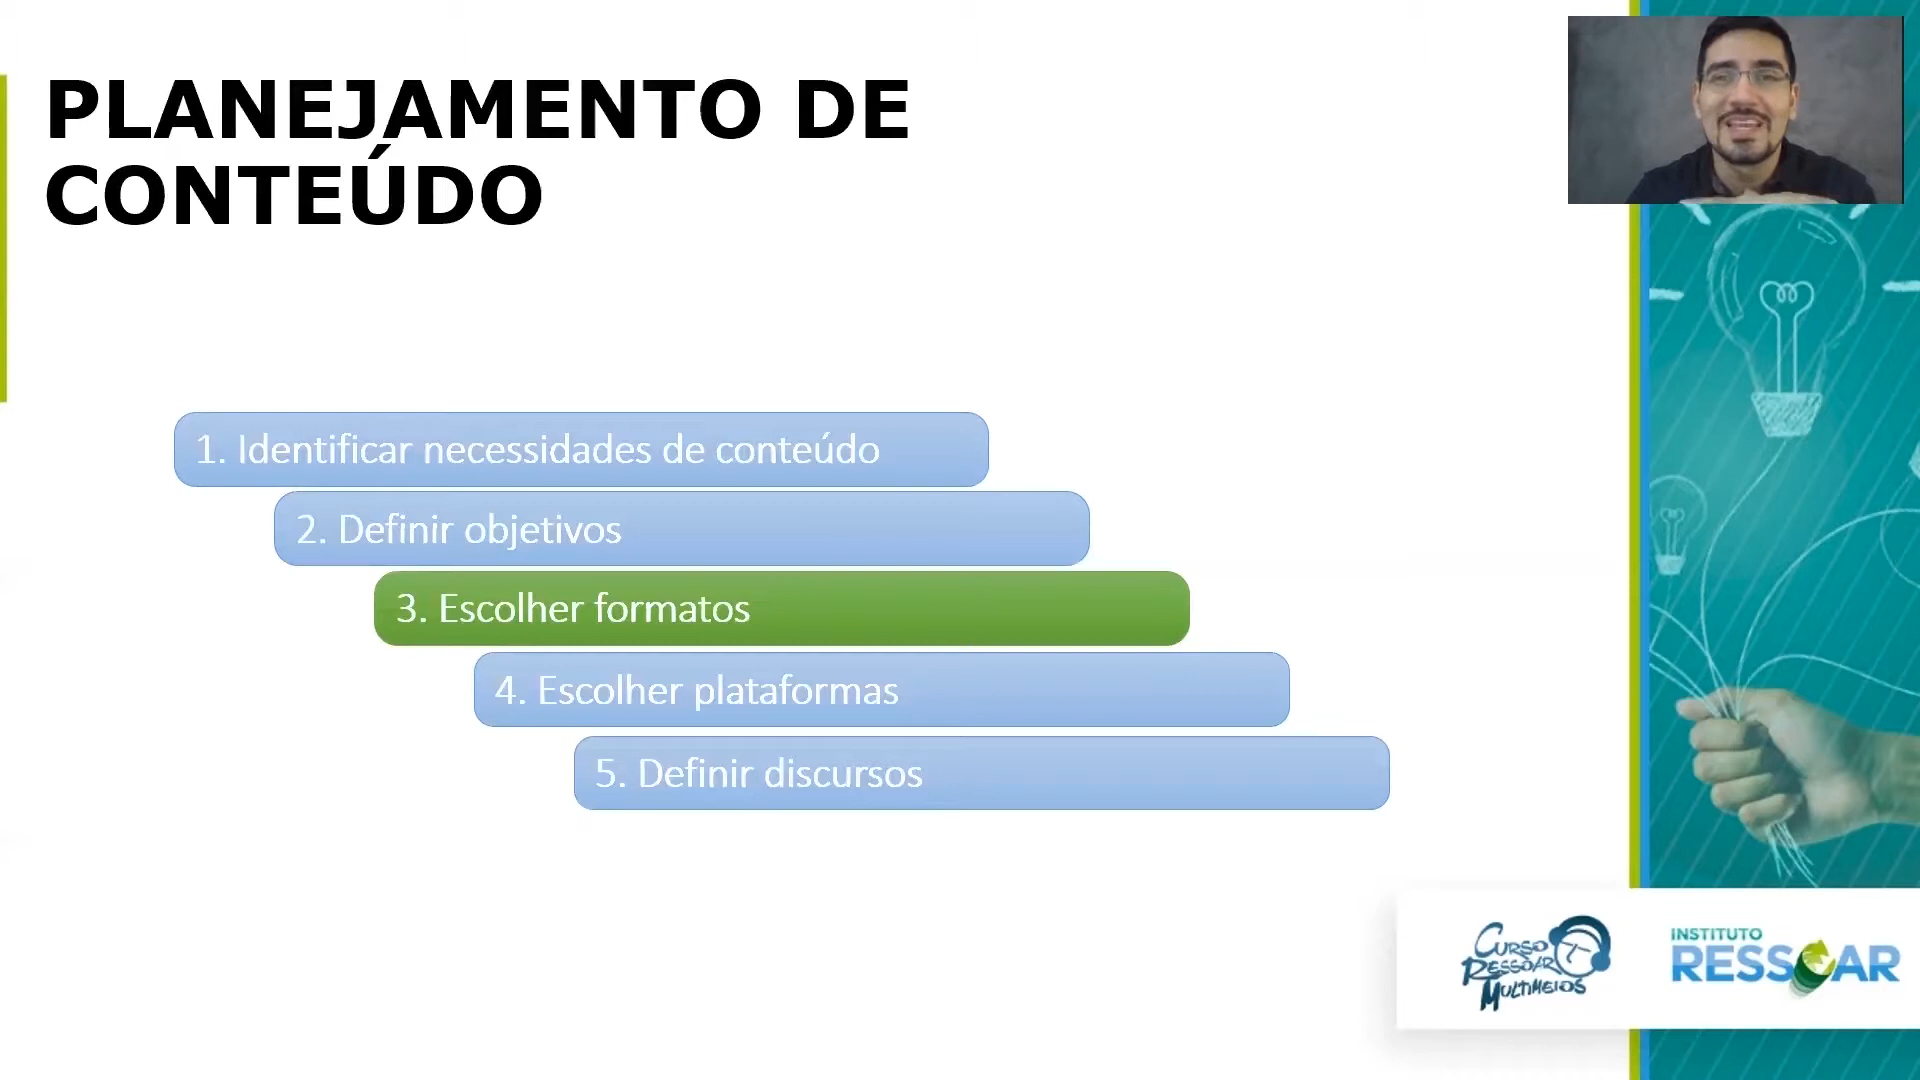 PLANEJAMENTO DE
CONTEÚDO
1. Identificar necessidades de conteúdo
2. Definir objetivos
3. Escolher formatos
4. Escolher plataformas
5. Definir discursos
CURSO
RESSOAR
MULTIMEIOS
INSTITUTO
RESSOAR